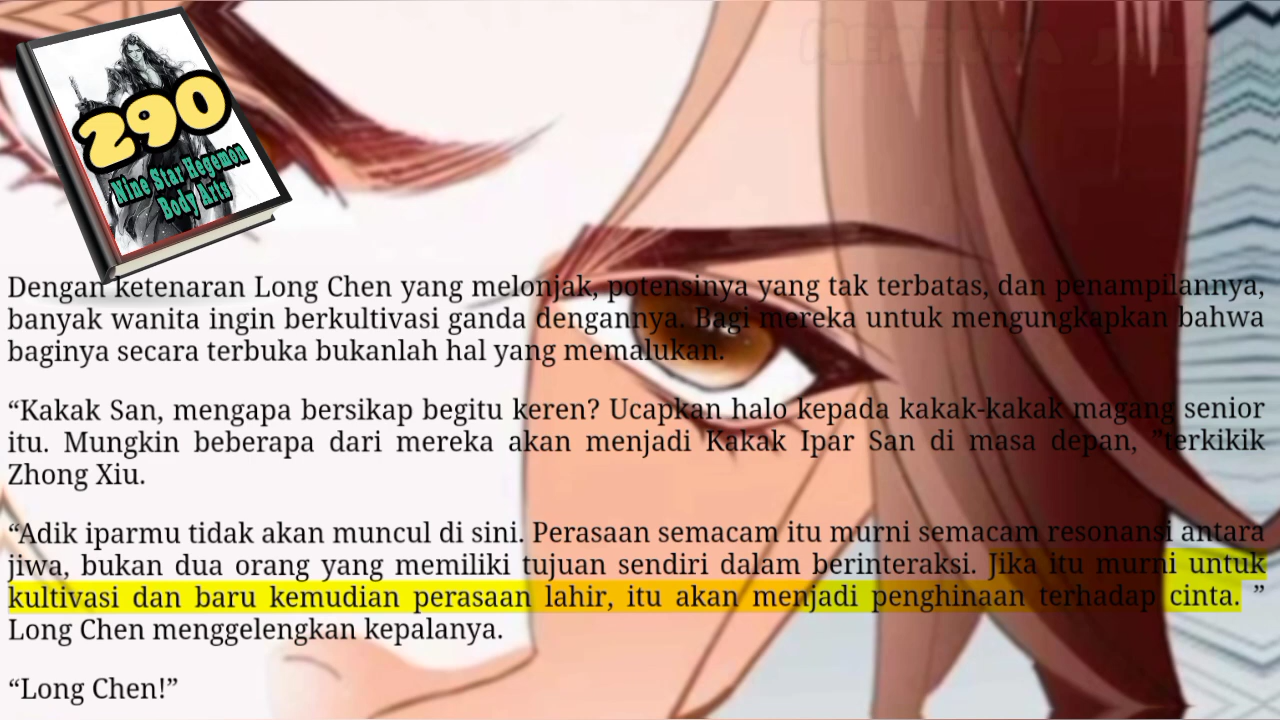 290
Nine Star Hegemon
Body Arts
Dengan ketenaran Long Chen yang melonjak, potensinya yang tak terbatas, dan penampilannya,
banyak wanita ingin berkultivasi ganda dengannya. Bagi mereka untuk mengungkapkan bahwa
baginya secara terbuka bukanlah hal yang memalukan.
“Kakak San, mengapa bersikap begitu keren? Ucapkan halo kepada kakak-kakak magang senior
itu. Mungkin beberapa dari mereka akan menjadi Kakak Ipar San di masa depan, ”terkikik
Zhong Xiu.
“Adik iparmu tidak akan muncul di sini. Perasaan semacam itu murni semacam resonansi antara
jiwa, bukan dua orang yang memiliki tujuan sendiri dalam berinteraksi. Jika itu murni untuk
kultivasi dan baru kemudian perasaan lahir, itu akan menjadi penghinaan terhadap cinta. ”
Long Chen menggelengkan kepalanya.
“Long Chen!”